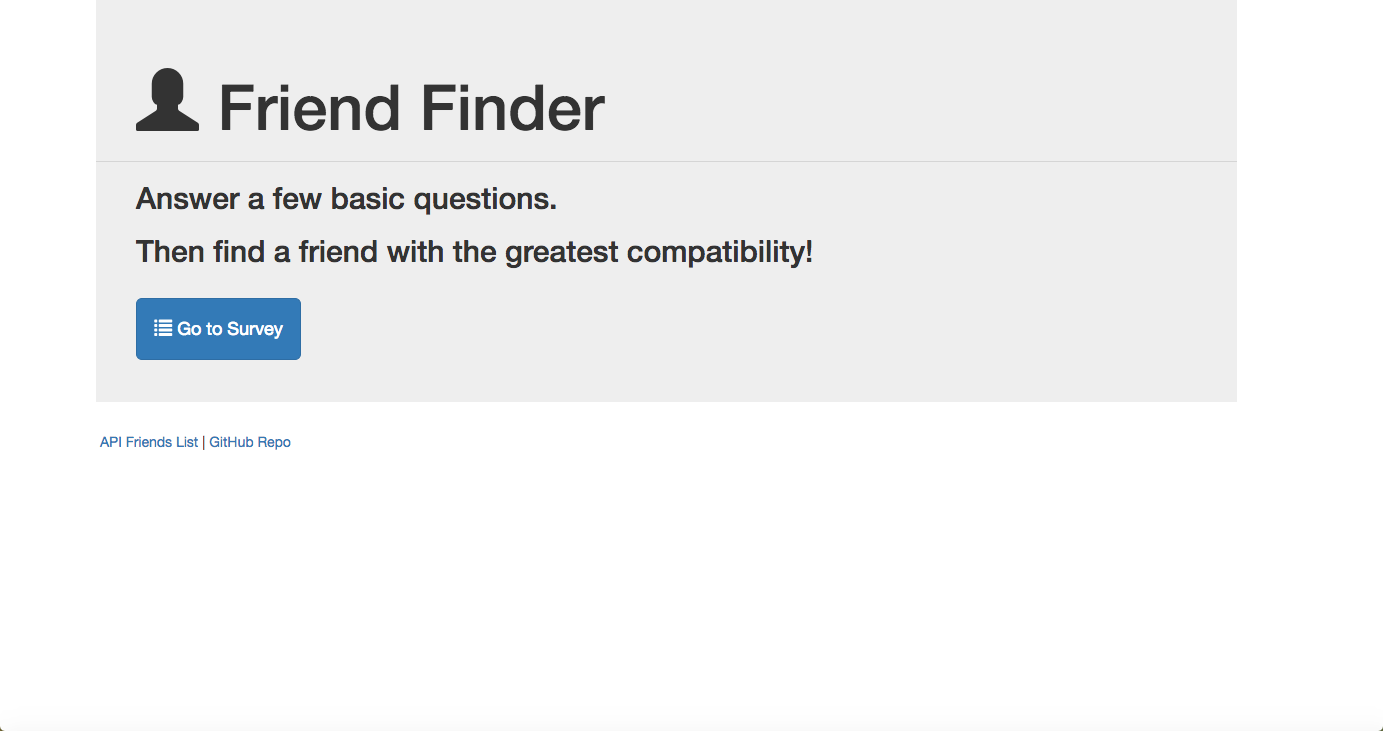 Friend Finder
Answer a few basic questions.
Then find a friend with the greatest compatibility!
Go to Survey
API Friends List | GitHub Repo